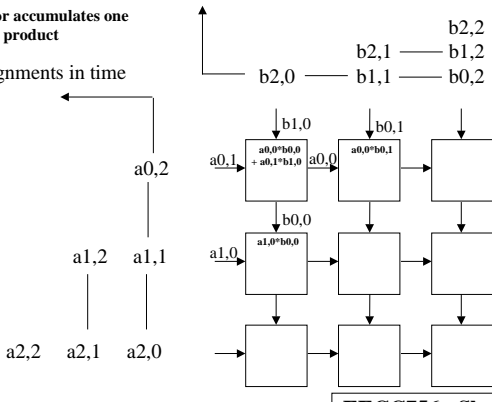 or accumulates one
product
gnments in time
b2,2
b2,1 b1,2
b2,0 b1,1 b0,2
b1,0 b0,1
a0,2 a0,1 a0,0*b0,0 a0,0 a0,0*b0,1
+ a0,1*b1,0
b0,0
a1,2 a1,1 a1,0 a1,0*b0,0
a2,2 a2,1 a2,0